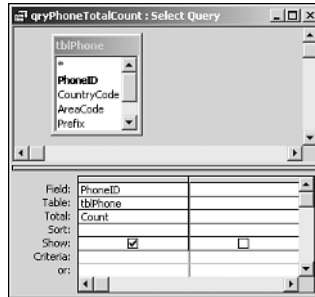 qryPhoneTotalCount : Select Query
tblPhone
*
PhoneID
CountryCode
AreaCode
Prefix
Field: PhoneID
Table: tblPhone
Total: Count
Sort:
Show:
Criteria:
or: